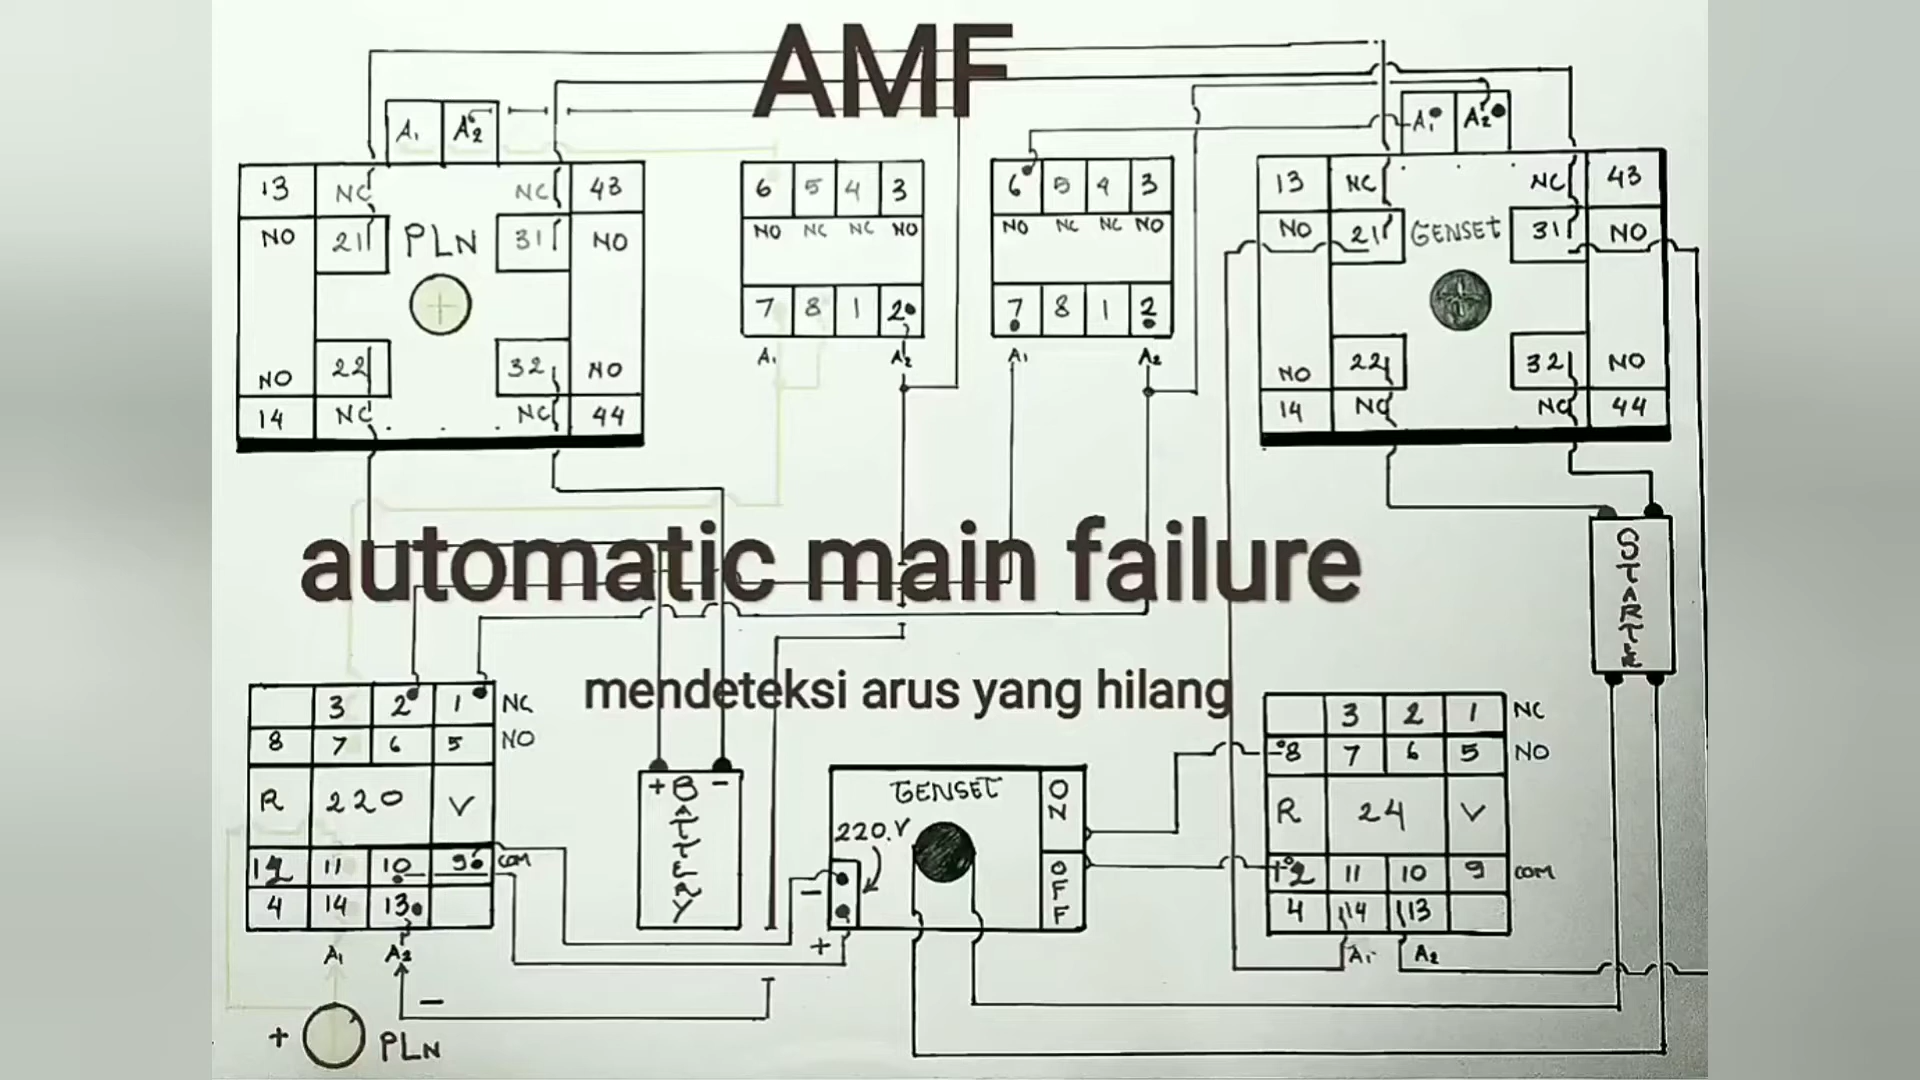 AMF
A1 A2
A1 A2
13 NC NC 43
NO 21 PLN 31 NO
NO 22 32 NO
14 NC NC 44
6 5 4 3
NO NC NC NO
7 8 1 2
A1 A2
6 5 4 3
NO NC NC NO
7 8 1 2
A1 A2
13 NC NC 43
NO 21 GENSET 31 NO
NO 22 32 NO
14 NC NC 44
automatic main failure
mendeteksi arus yang hilang
3 2 1 NC
8 7 6 5 NO
R 220 V
12 11 10 9 COM
4 14 13
A1 A2
-
+ PLN
+ BATTERY -
GENSET
220.V
ON
OFF
-
+
3 2 1 NC
8 7 6 5 NO
R 24 V
12 11 10 9 COM
4 14 13
A1 A2